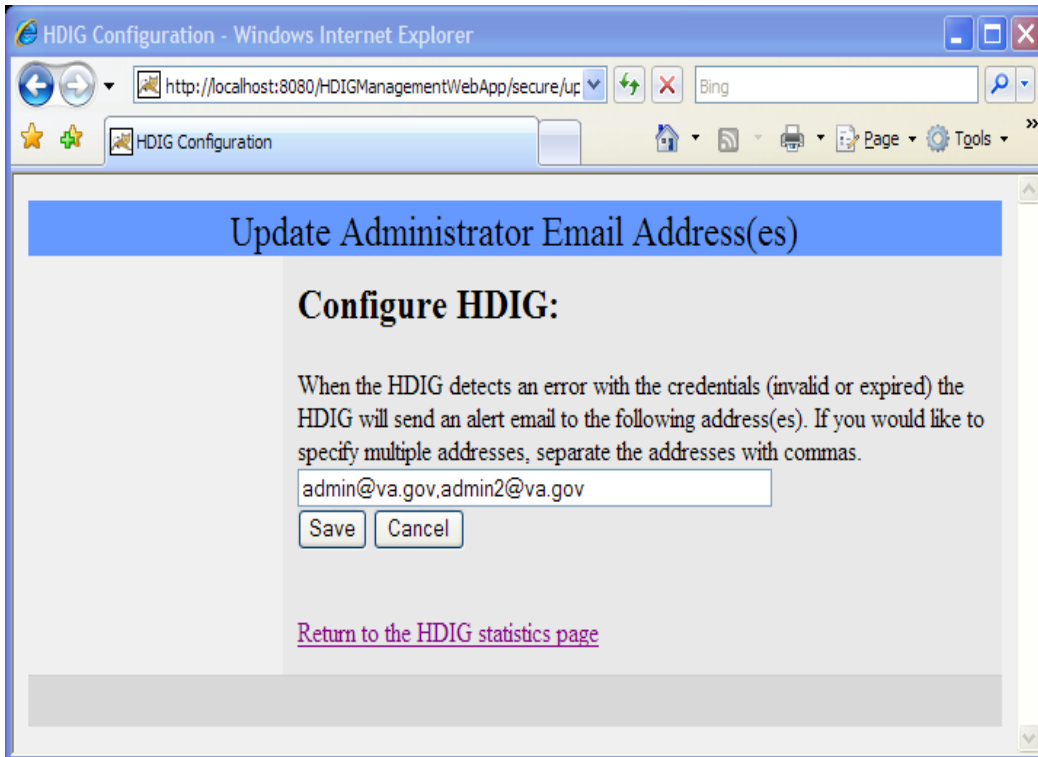 HDIG Configuration - Windows Internet Explorer
http://localhost:8080/HDIGManagementWebApp/secure/up
Bing
HDIG Configuration
Page
Tools
»
Update Administrator Email Address(es)
Configure HDIG:
When the HDIG detects an error with the credentials (invalid or expired) the
HDIG will send an alert email to the following address(es). If you would like to
specify multiple addresses, separate the addresses with commas.
admin@va.gov,admin2@va.gov
Save Cancel
Return to the HDIG statistics page